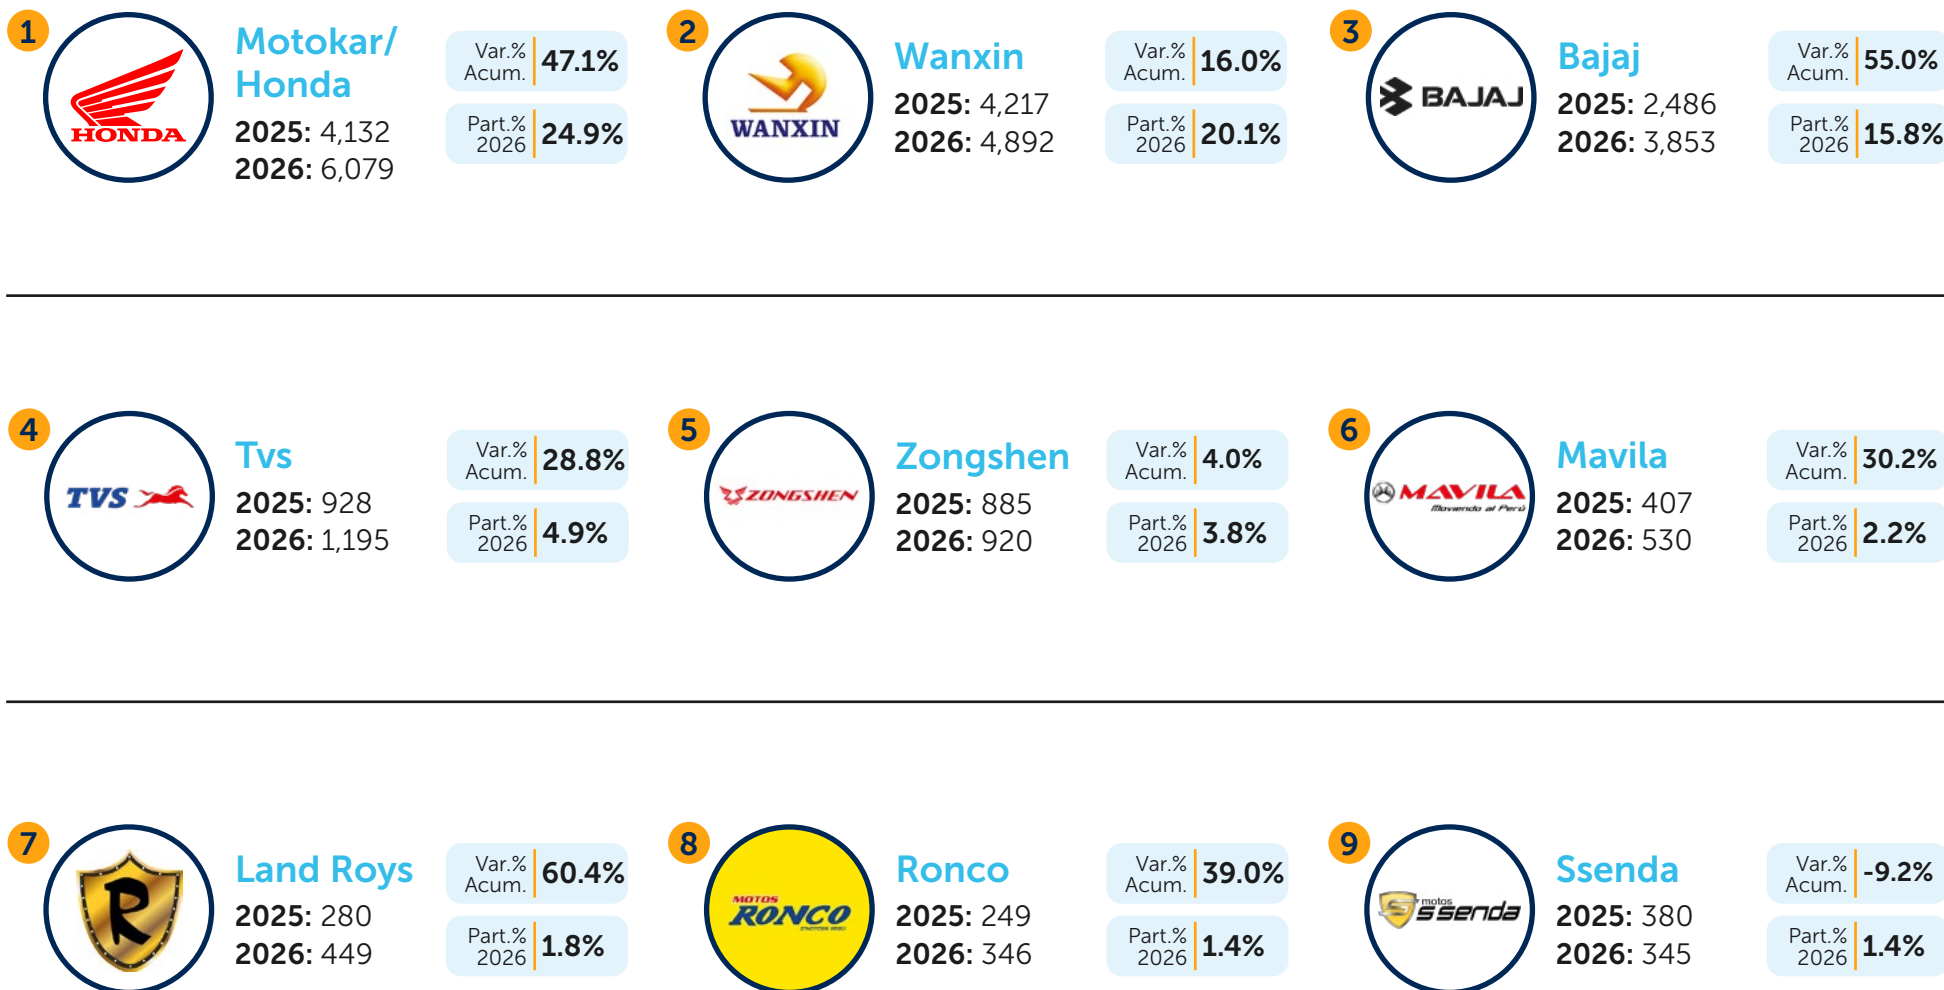 1
HONDA
Motokar/
Honda
2025: 4,132
2026: 6,079
Var.%
Acum.
47.1%
Part.%
2026
24.9%
2
WANXIN
Wanxin
2025: 4,217
2026: 4,892
Var.%
Acum.
16.0%
Part.%
2026
20.1%
3
BAJAJ
Bajaj
2025: 2,486
2026: 3,853
Var.%
Acum.
55.0%
Part.%
2026
15.8%
4
TVS
Tvs
2025: 928
2026: 1,195
Var.%
Acum.
28.8%
Part.%
2026
4.9%
5
ZONGSHEN
Zongshen
2025: 885
2026: 920
Var.%
Acum.
4.0%
Part.%
2026
3.8%
6
MAVILA
Moviendo al Perú
Mavila
2025: 407
2026: 530
Var.%
Acum.
30.2%
Part.%
2026
2.2%
7
R
Land Roys
2025: 280
2026: 449
Var.%
Acum.
60.4%
Part.%
2026
1.8%
8
MOTOS
RONCO
Ronco
2025: 249
2026: 346
Var.%
Acum.
39.0%
Part.%
2026
1.4%
9
motos
ssenda
Ssenda
2025: 380
2026: 345
Var.%
Acum.
-9.2%
Part.%
2026
1.4%